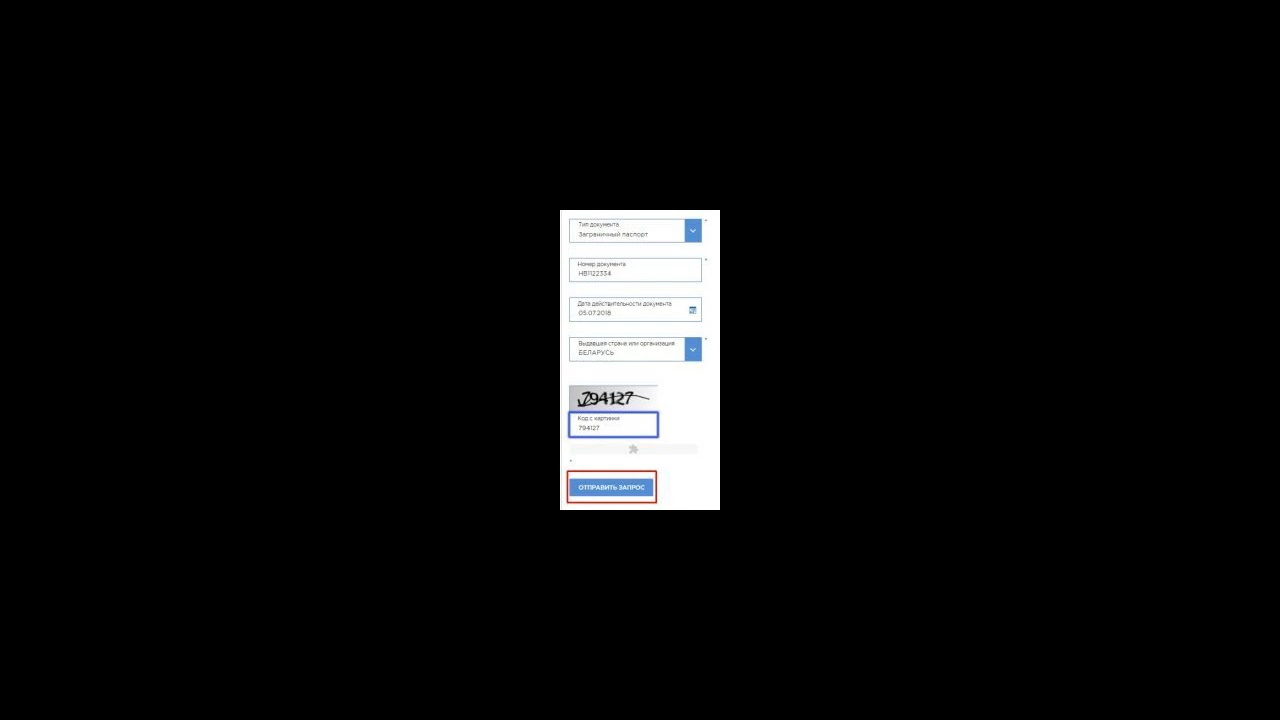 Тип документа
Заграничный паспорт
Номер документа
HB1122334
Дата действительности документа
05.07.2018
Выдавшая страна или организация
БЕЛАРУСЬ
794127
Код с картинки
794127
ОТПРАВИТЬ ЗАПРОС